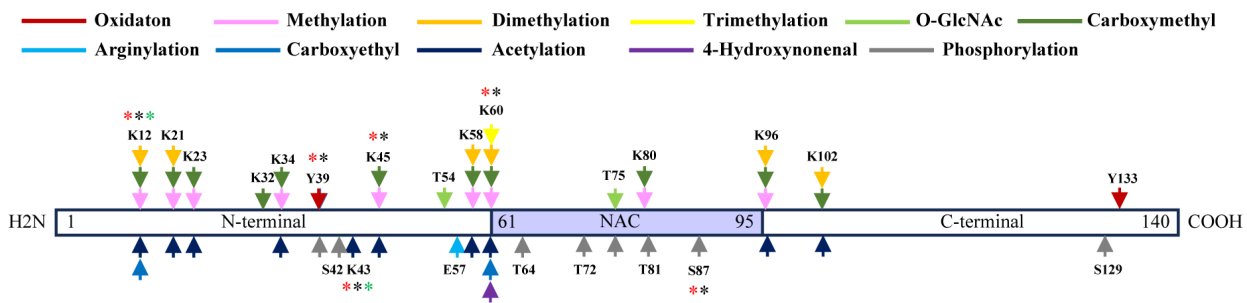 Oxidaton Methylation Dimethylation Trimethylation O-GlcNAc Carboxymethyl
Arginylation Carboxyethyl Acetylation 4-Hydroxynonenal Phosphorylation
** K60
*** K12 K21 K23 K32 K34 ** Y39 ** K45 T54 K58 T75 K80 K96 K102 Y133
H2N 1 N-terminal 61 NAC 95 C-terminal 140 COOH
S42 K43 E57 T64 T72 T81 S87 S129
*** **